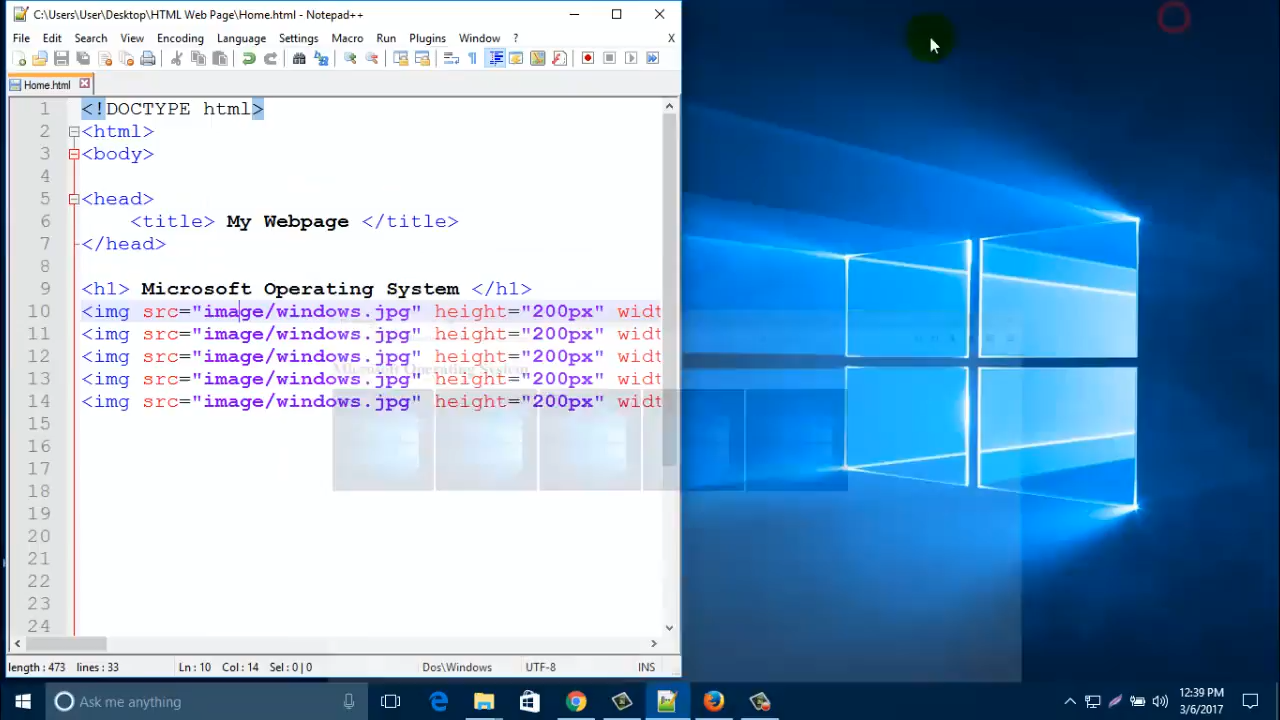 C:\Users\User\Desktop\HTML Web Page\Home.html - Notepad++
File Edit Search View Encoding Language Settings Macro Run Plugins Window ? X
Home.html
1 <!DOCTYPE html>
2 <html>
3 <body>
4
5 <head>
6 <title> My Webpage </title>
7 </head>
8
9 <h1> Microsoft Operating System </h1>
10 <img src="image/windows.jpg" height="200px" widt
11 <img src="image/windows.jpg" height="200px" widt
12 <img src="image/windows.jpg" height="200px" widt
Microsoft Operating System
13 <img src="image/windows.jpg" height="200px" widt
14 <img src="image/windows.jpg" height="200px" widt
15
16
17
18
19
20
21
22
23
24
length : 473 lines : 33 Ln : 10 Col : 14 Sel : 0 | 0 Dos\Windows UTF-8 INS
Ask me anything
12:39 PM
3/6/2017